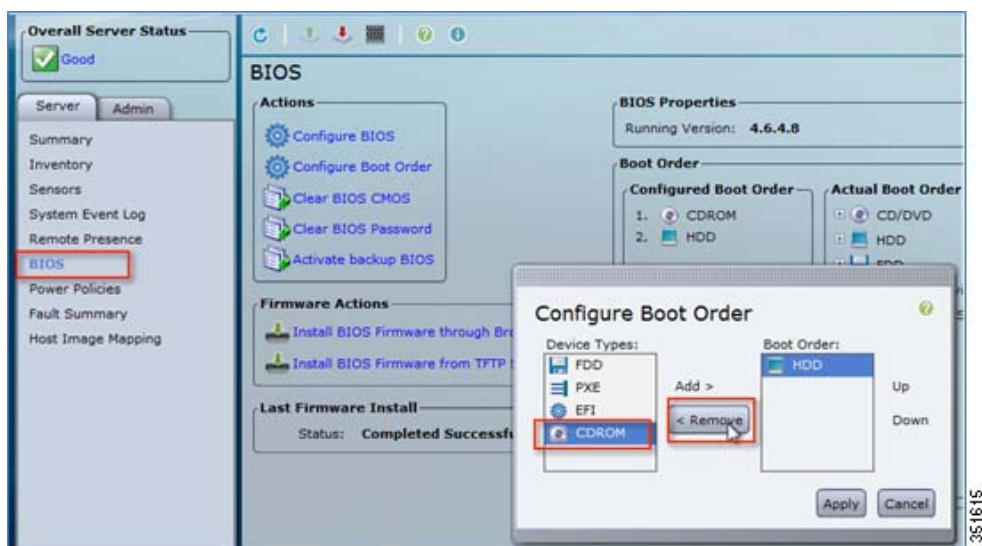 Overall Server Status
Good
Server Admin
Summary
Inventory
Sensors
System Event Log
Remote Presence
BIOS
Power Policies
Fault Summary
Host Image Mapping
BIOS
Actions
Configure BIOS
Configure Boot Order
Clear BIOS CMOS
Clear BIOS Password
Activate backup BIOS
Firmware Actions
Install BIOS Firmware through
Install BIOS Firmware from TFTP
Last Firmware Install
Status: Completed
BIOS Properties
Running Version: 4.6.4.8
Boot Order
Configured Boot Order
1. CDROM
2. HDD
Actual Boot Order
CD/DVD
HDD
Configure Boot Order
Device Types:
FDD
PXE
EFI
CDROM
Add >
< Remove
Boot Order:
HDD
Up
Down
Apply Cancel
351615